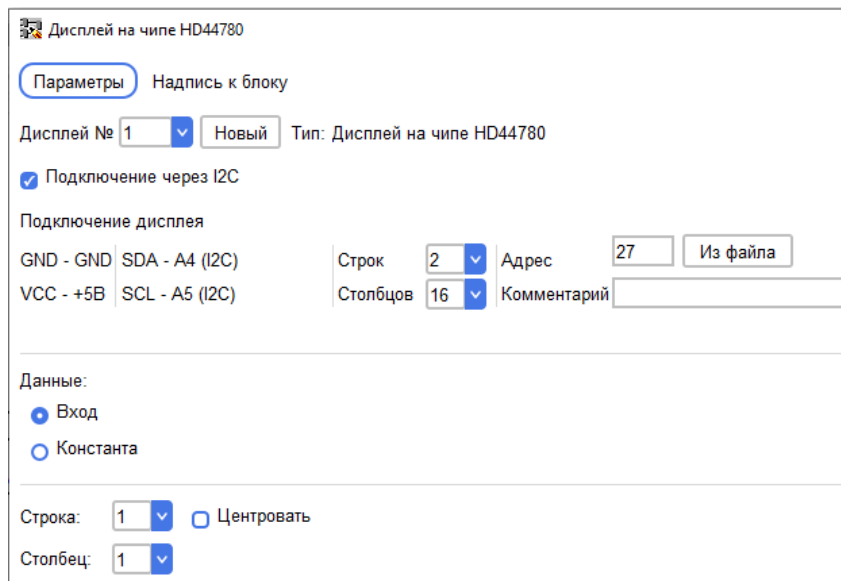 Дисплей на чипе HD44780
Параметры Надпись к блоку
Дисплей № 1 Новый Тип: Дисплей на чипе HD44780
Подключение через I2C
Подключение дисплея
GND - GND SDA - A4 (I2C) Строк 2 Адрес 27 Из файла
VCC - +5В SCL - A5 (I2C) Столбцов 16 Комментарий
Данные:
Вход
Константа
Строка: 1 Центровать
Столбец: 1